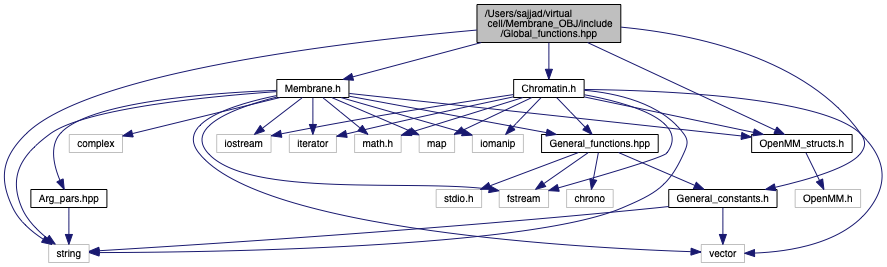 /Users/sajjad/virtual
cell/Membrane_OBJ/include
/Global_functions.hpp
Membrane.h
Chromatin.h
complex
iostream
iterator
math.h
map
iomanip
General_functions.hpp
OpenMM_structs.h
Arg_pars.hpp
stdio.h
fstream
chrono
General_constants.h
OpenMM.h
string
vector